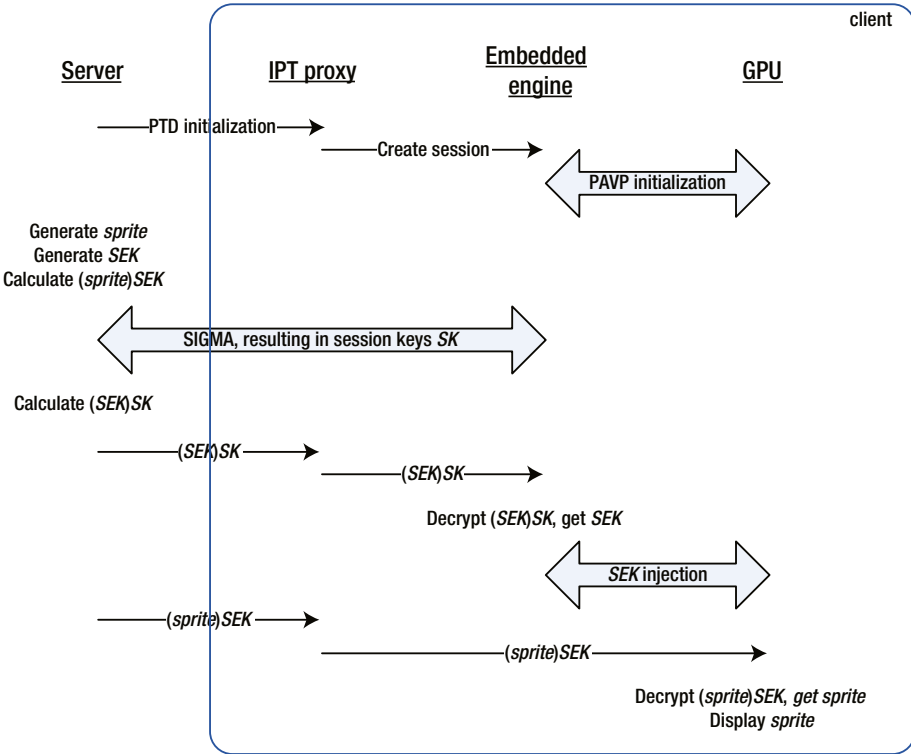 client
Server
IPT proxy
Embedded
engine
GPU
PTD initialization
Create session
PAVP initialization
Generate sprite
Generate SEK
Calculate (sprite)SEK
SIGMA, resulting in session keys SK
Calculate (SEK)SK
(SEK)SK
(SEK)SK
Decrypt (SEK)SK, get SEK
SEK injection
(sprite)SEK
(sprite)SEK
Decrypt (sprite)SEK, get sprite
Display sprite